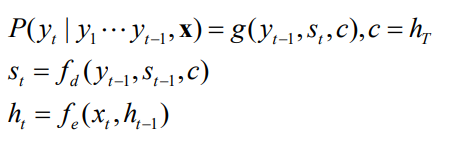 P(y_t | y_1 ⋯ y_{t−1}, x) = g(y_{t−1}, s_t, c), c = h_T
s_t = f_d(y_{t−1}, s_{t−1}, c)
h_t = f_e(x_t, h_{t−1})